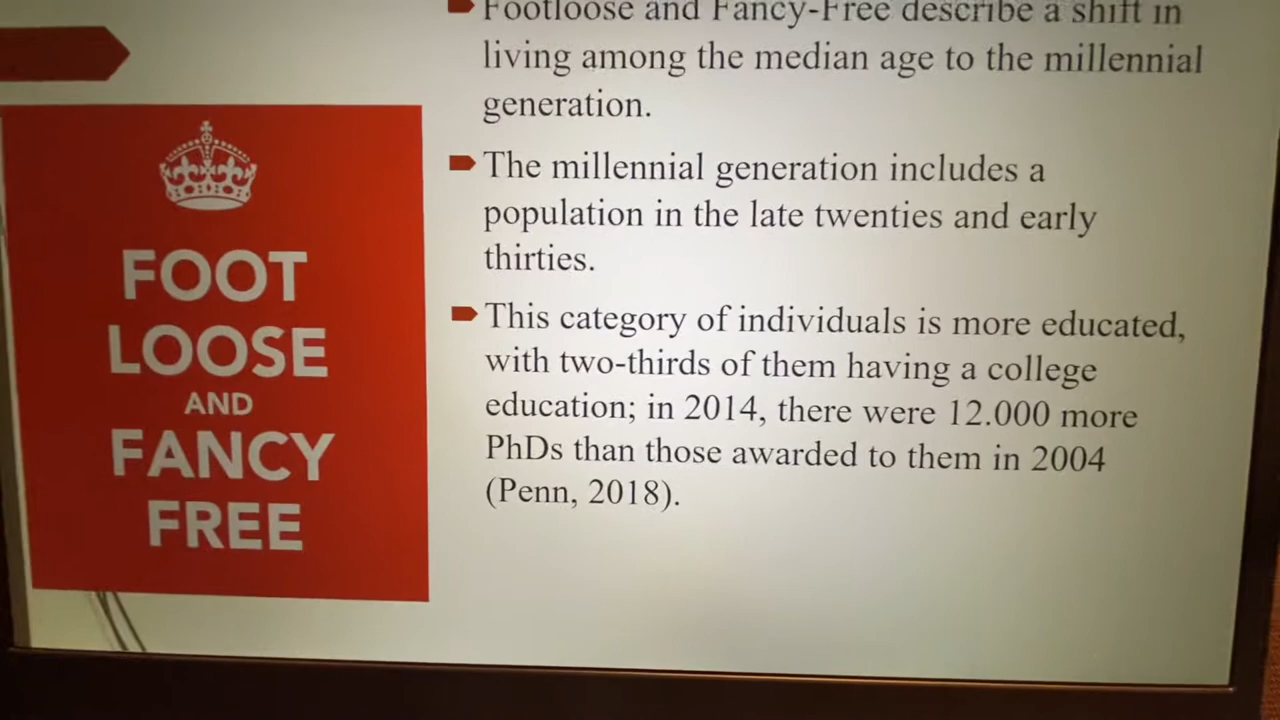 FOOT
LOOSE
AND
FANCY
FREE
Footloose and Fancy-Free describe a shift in
living among the median age to the millennial
generation.
The millennial generation includes a
population in the late twenties and early
thirties.
This category of individuals is more educated,
with two-thirds of them having a college
education; in 2014, there were 12.000 more
PhDs than those awarded to them in 2004
(Penn, 2018).